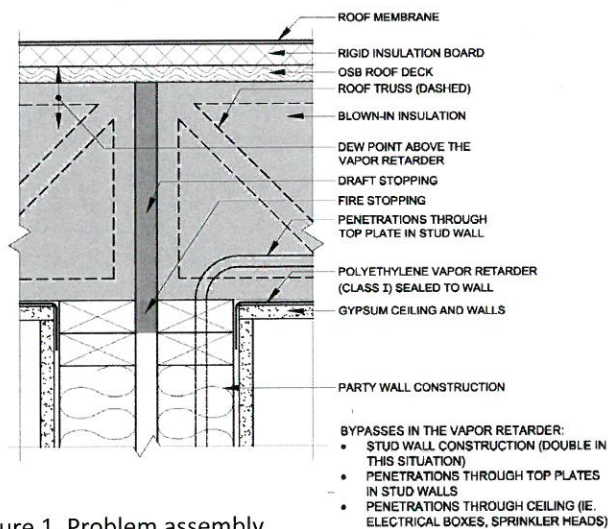 ROOF MEMBRANE
RIGID INSULATION BOARD
OSB ROOF DECK
ROOF TRUSS (DASHED)
BLOWN-IN INSULATION
DEW POINT ABOVE THE
VAPOR RETARDER
DRAFT STOPPING
FIRE STOPPING
PENETRATIONS THROUGH
TOP PLATE IN STUD WALL
POLYETHYLENE VAPOR RETARDER
(CLASS I) SEALED TO WALL
GYPSUM CEILING AND WALLS
PARTY WALL CONSTRUCTION
BYPASSES IN THE VAPOR RETARDER:
• STUD WALL CONSTRUCTION (DOUBLE IN
THIS SITUATION)
• PENETRATIONS THROUGH TOP PLATES
IN STUD WALLS
• PENETRATIONS THROUGH CEILING (IE.
ELECTRICAL BOXES, SPRINKLER HEADS)
ure 1. Problem assembly